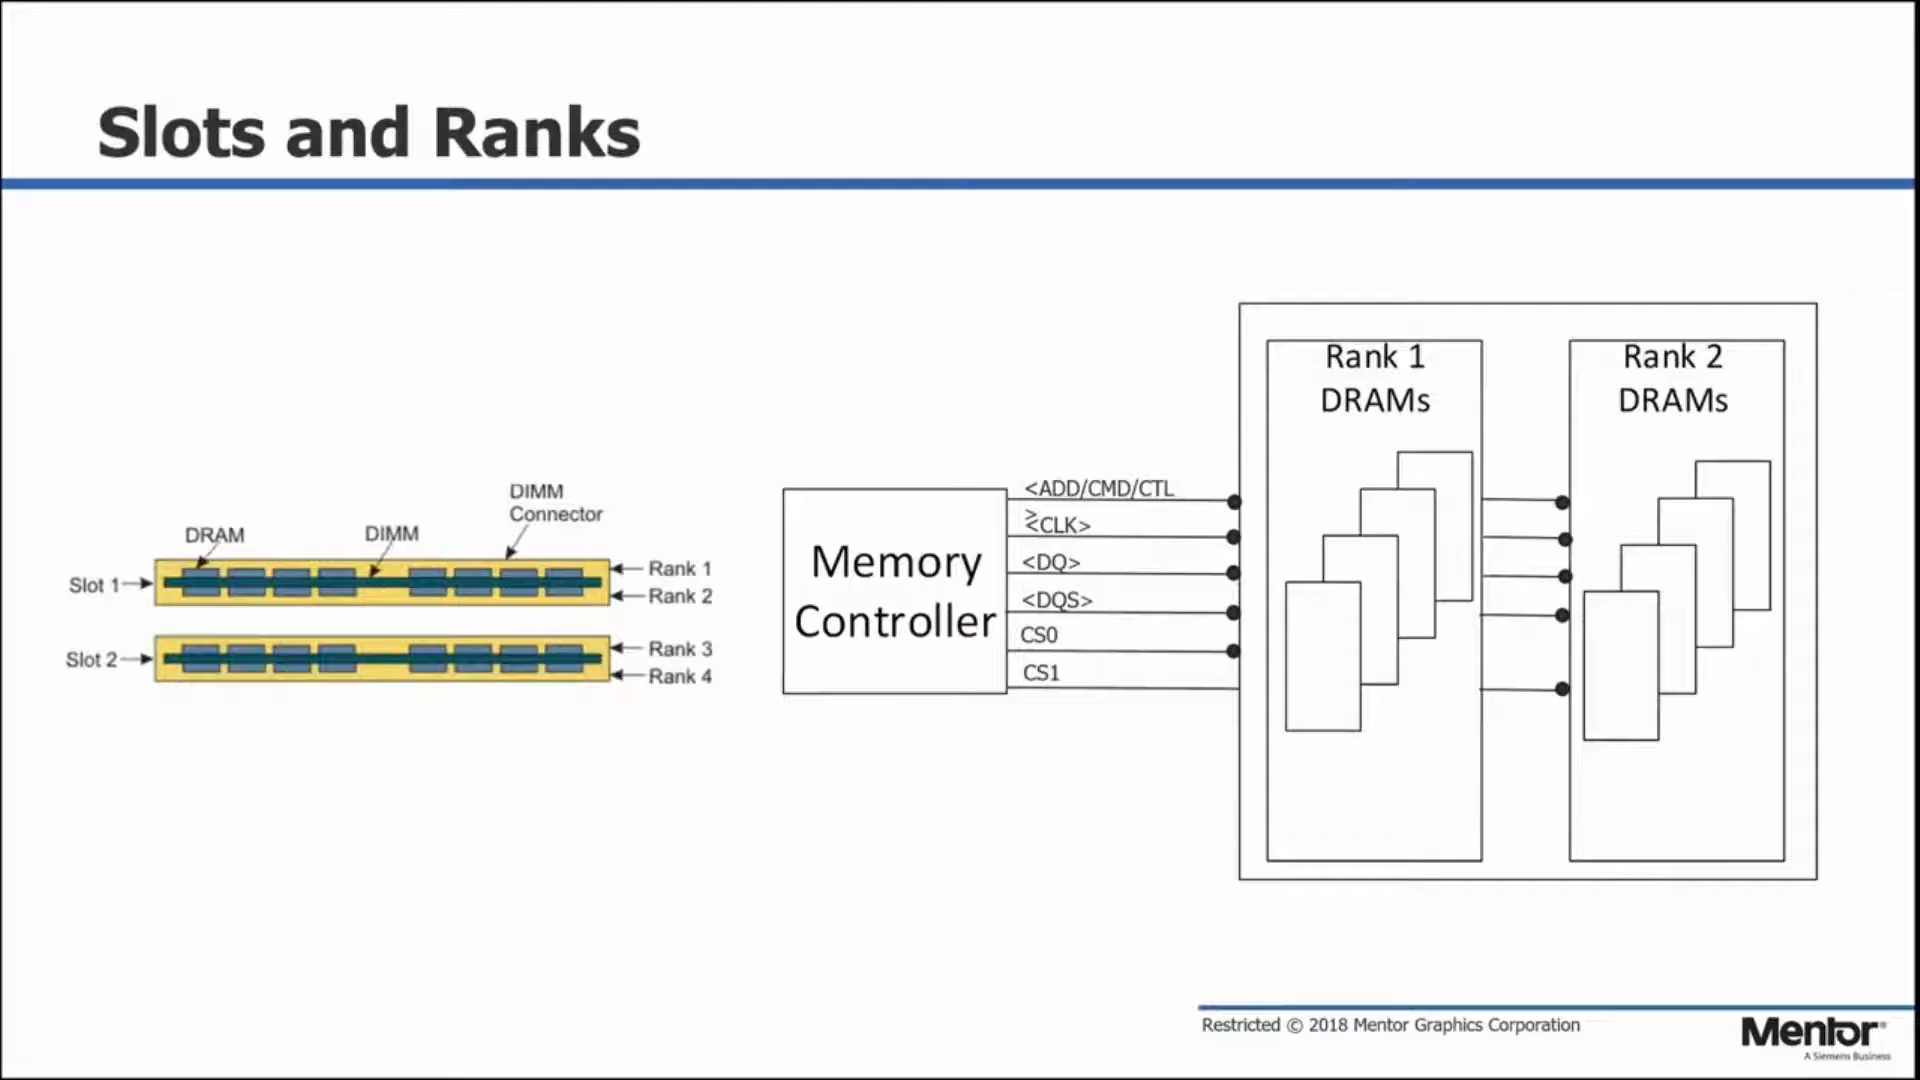 Slots and Ranks
DIMM
Connector
DRAM
DIMM
Slot 1
Rank 1
Rank 2
Slot 2
Rank 3
Rank 4
Memory
Controller
<ADD/CMD/CTL
>
<CLK>
<DQ>
<DQS>
CS0
CS1
Rank 1
DRAMs
Rank 2
DRAMs
Restricted © 2018 Mentor Graphics Corporation
Mentor®
A Siemens Business